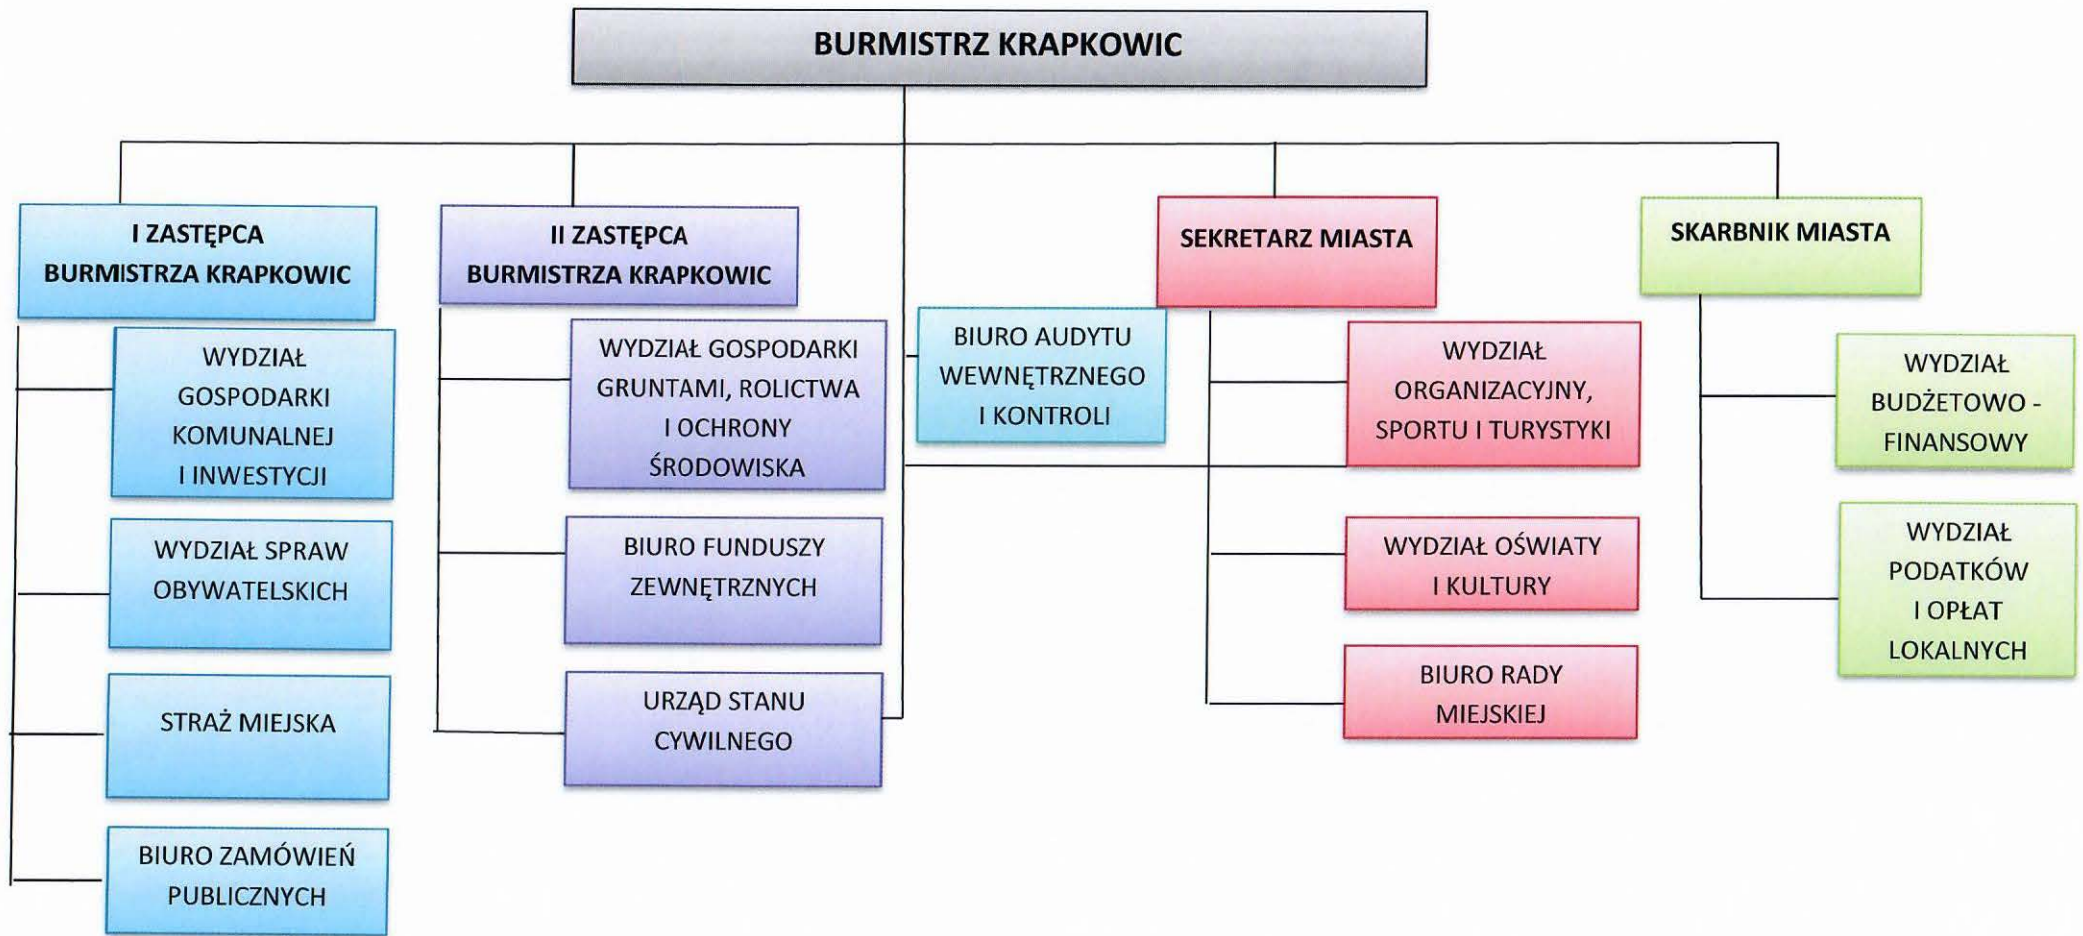 BURMISTRZ KRAPKOWIC
I ZASTĘPCA
BURMISTRZA KRAPKOWIC
WYDZIAŁ
GOSPODARKI
KOMUNALNEJ
I INWESTYCJI
WYDZIAŁ SPRAW
OBYWATELSKICH
STRAŻ MIEJSKA
BIURO ZAMÓWIEŃ
PUBLICZNYCH
II ZASTĘPCA
BURMISTRZA KRAPKOWIC
WYDZIAŁ GOSPODARKI
GRUNTAMI, ROLICTWA
I OCHRONY
ŚRODOWISKA
BIURO FUNDUSZY
ZEWNĘTRZNYCH
URZĄD STANU
CYWILNEGO
BIURO AUDYTU
WEWNĘTRZNEGO
I KONTROLI
SEKRETARZ MIASTA
WYDZIAŁ
ORGANIZACYJNY,
SPORTU I TURYSTYKI
WYDZIAŁ OŚWIATY
I KULTURY
BIURO RADY
MIEJSKIEJ
SKARBNIK MIASTA
WYDZIAŁ
BUDŻETOWO -
FINANSOWY
WYDZIAŁ
PODATKÓW
I OPŁAT
LOKALNYCH